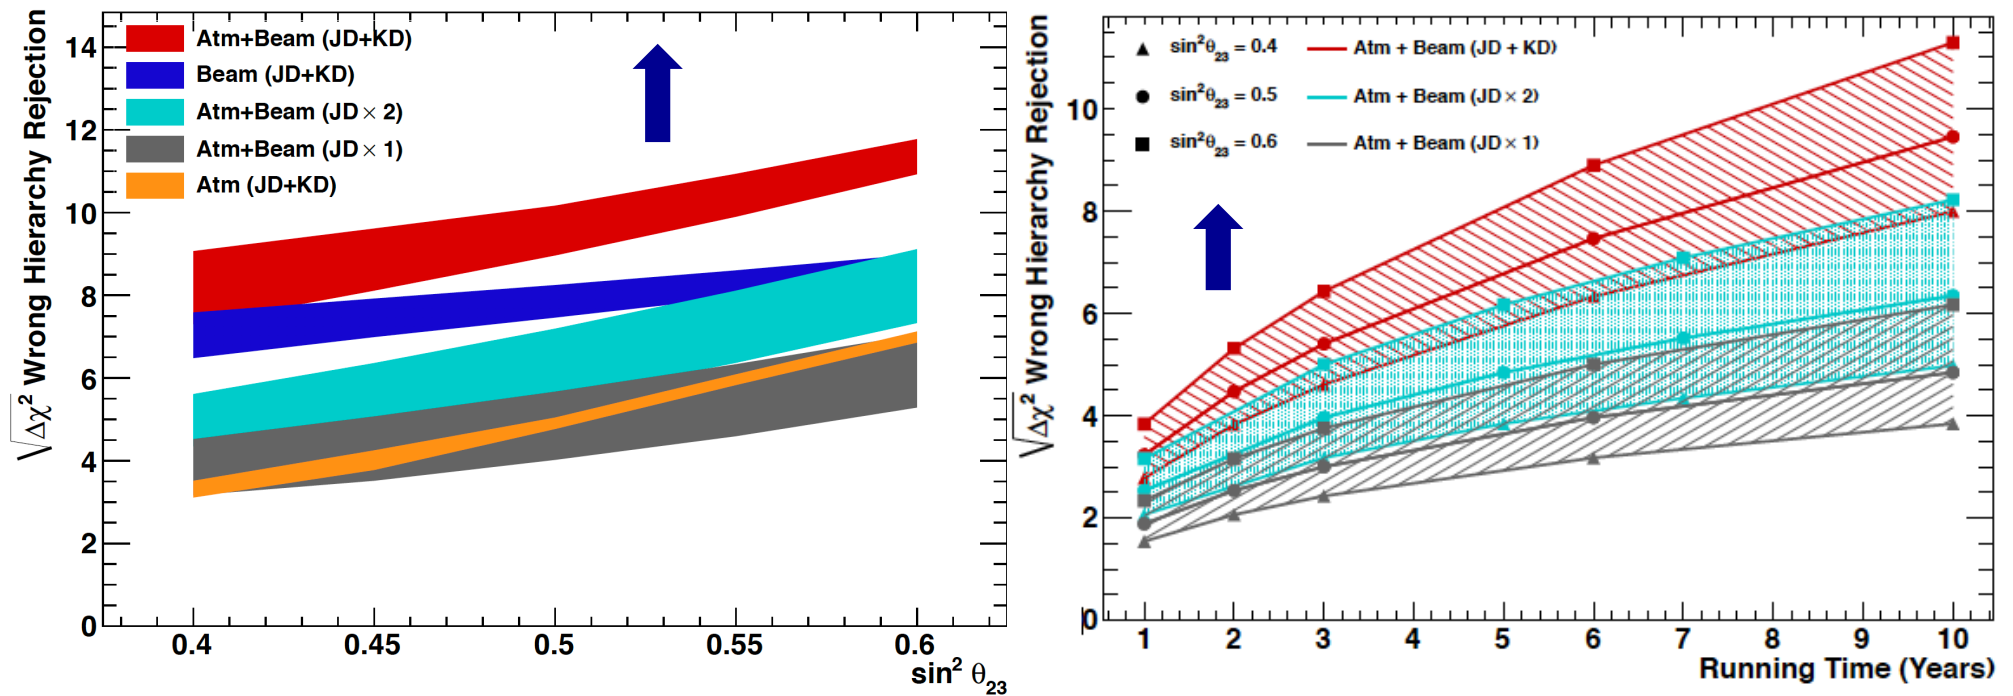 √Δχ² Wrong Hierarchy Rejection
14
12
10
8
6
4
2
0
Atm+Beam (JD+KD)
Beam (JD+KD)
Atm+Beam (JD × 2)
Atm+Beam (JD × 1)
Atm (JD+KD)
0.4 0.45 0.5 0.55 0.6
sin² θ₂₃
√Δχ² Wrong Hierarchy Rejection
10
8
6
4
2
0
sin²θ₂₃ = 0.4 Atm + Beam (JD + KD)
sin²θ₂₃ = 0.5 Atm + Beam (JD × 2)
sin²θ₂₃ = 0.6 Atm + Beam (JD × 1)
1 2 3 4 5 6 7 8 9 10
Running Time (Years)